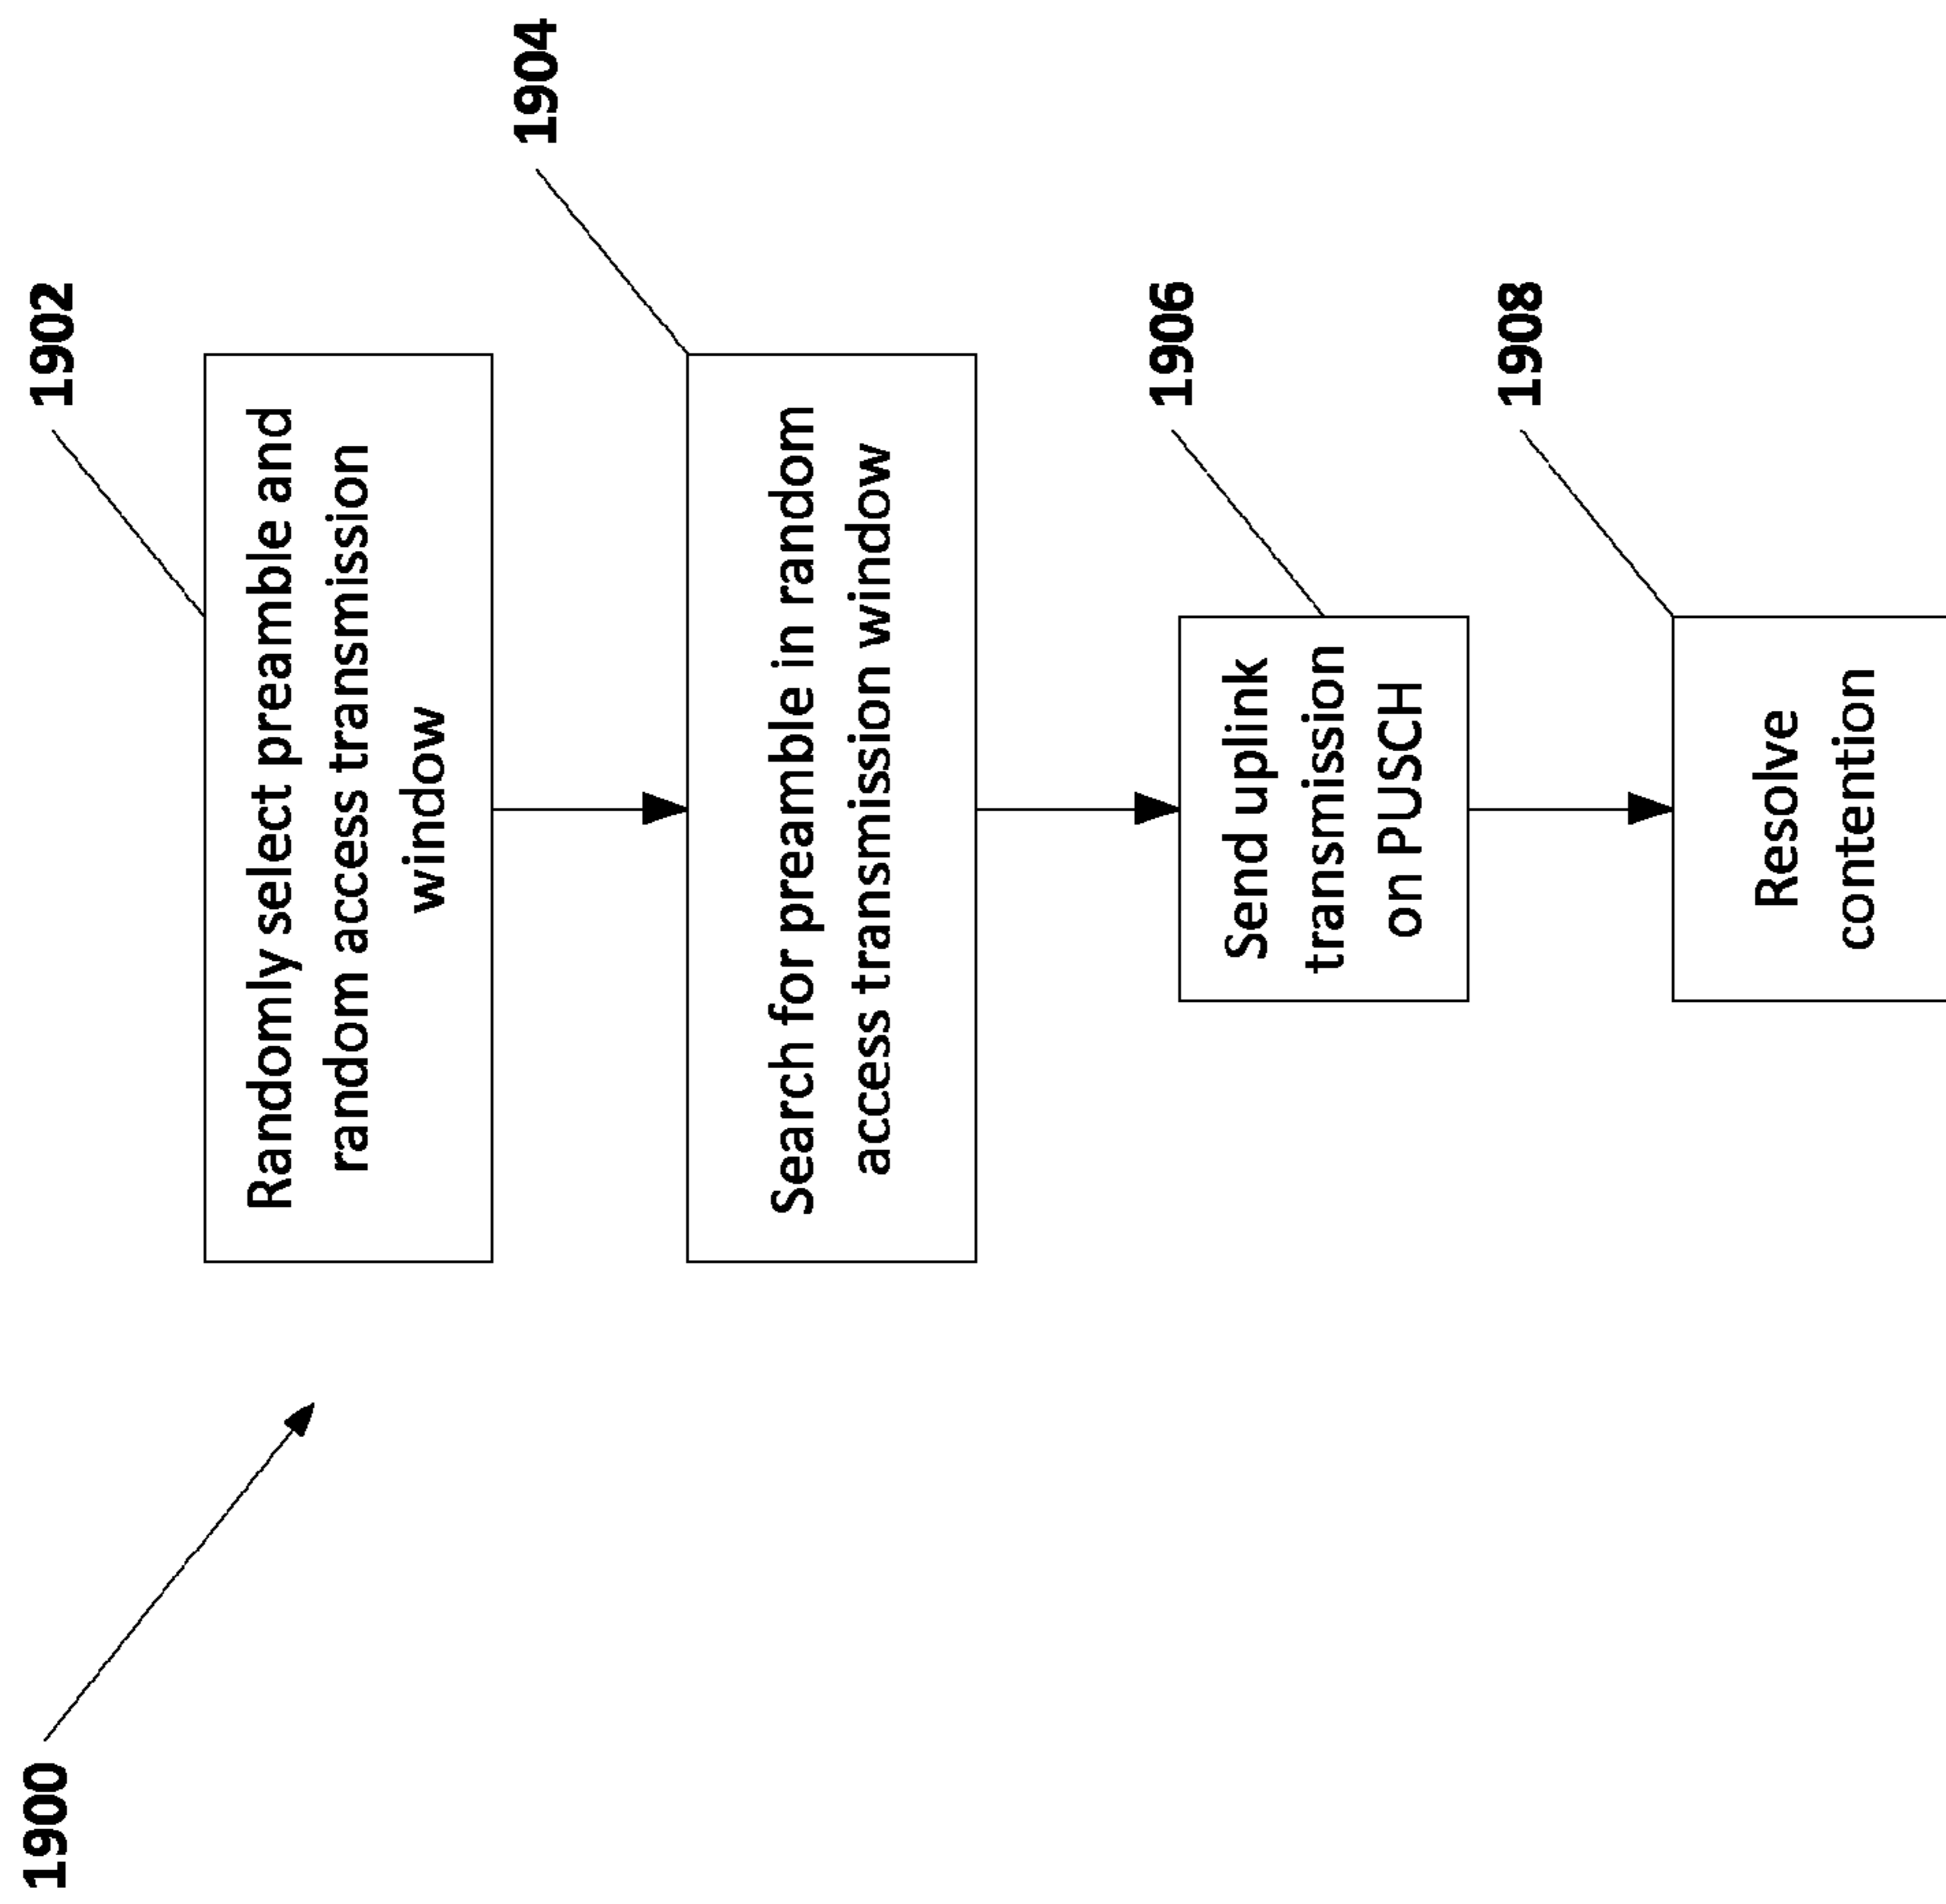 1900
1902
Randomly select preamble and
random access transmission
window
1904
Search for preamble in random
access transmission window
1906
Send uplink
transmission
on PUSCH
1908
Resolve
contention